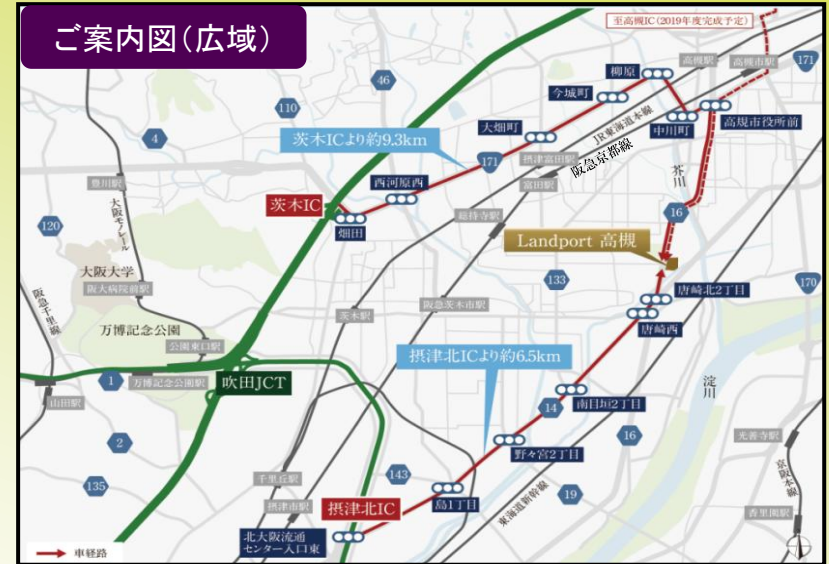 ご案内図(広域)
至高槻IC(2019年度完成予定)
高槻駅
高槻市駅
171
柳原
46
今城町
110
高規市役所前
中川町
大畑町
JR東海道本線
4
茨木ICより約9.3km
摂津富田駅
阪急京都線
171
富田駅
芥川
豊川駅
西河原西
大阪モノレール
茨木IC
総持寺駅
16
畑田
120
Landport 高槻
大阪大学
133
170
阪大病院前駅
唐崎北2丁目
阪急千里線
阪急茨木市駅
茨木駅
唐崎西
万博記念公園
公園東口駅
摂津北ICより約6.5km
淀川
1
万博記念公園駅
吹田JCT
南目垣2丁目
山田駅
14
2
16
光善寺駅
野々宮2丁目
千里丘駅
143
135
島1丁目
19
京阪本線
摂津市駅
摂津北IC
東海道新幹線
香里園駅
北大阪流通
センター入口東
車経路